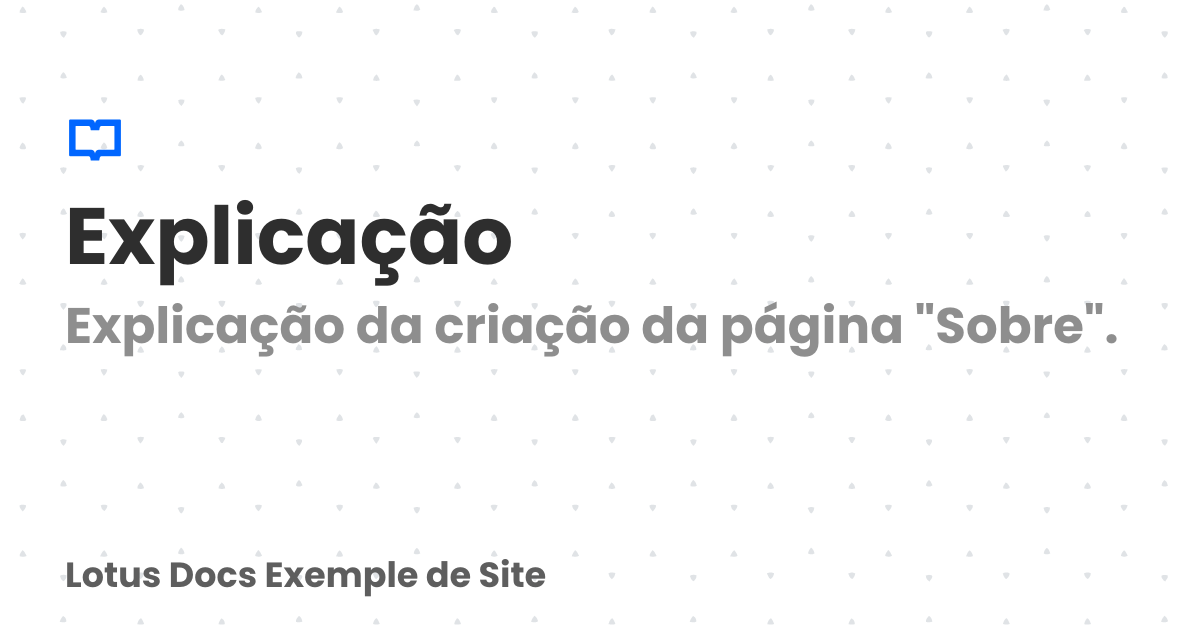 Explicação
Explicação da criação da página "Sobre".
Lotus Docs Exemple de Site